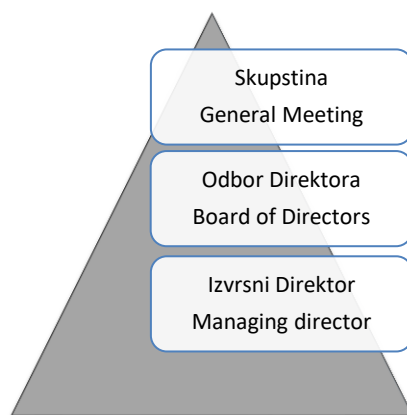 Skupstina
General Meeting
Odbor Direktora
Board of Directors
Izvrsni Direktor
Managing director